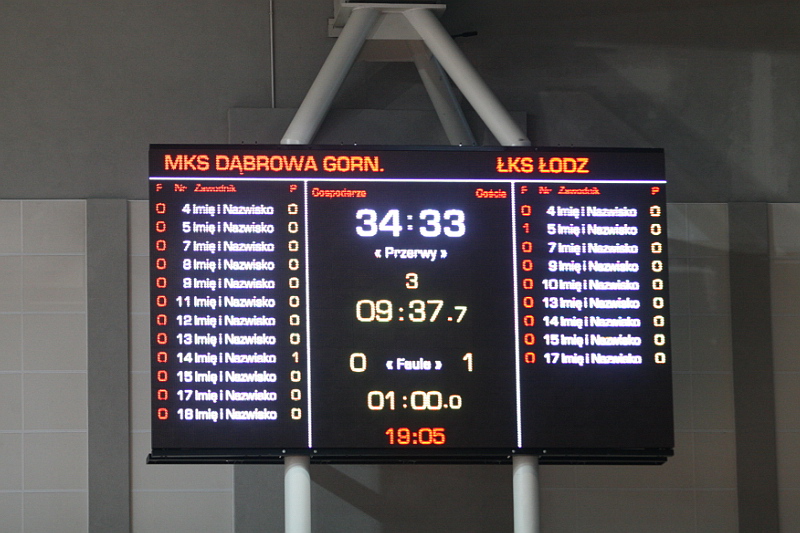 MKS DĄBROWA GORN. ŁKS ŁODZ
F Nr Zawodnik P
0 4 Imię i Nazwisko 0
0 5 Imię i Nazwisko 0
0 7 Imię i Nazwisko 0
0 8 Imię i Nazwisko 0
0 9 Imię i Nazwisko 0
0 11 Imię i Nazwisko 0
0 12 Imię i Nazwisko 0
0 13 Imię i Nazwisko 0
0 14 Imię i Nazwisko 1
0 15 Imię i Nazwisko 0
0 17 Imię i Nazwisko 0
0 18 Imię i Nazwisko 0
Gospodarze Goście
34:33
« Przerwy »
3
09:37.7
0 « Faule » 1
01:00.0
19:05
F Nr Zawodnik P
0 4 Imię i Nazwisko 0
1 5 Imię i Nazwisko 0
0 7 Imię i Nazwisko 0
0 9 Imię i Nazwisko 0
0 10 Imię i Nazwisko 0
0 13 Imię i Nazwisko 0
0 14 Imię i Nazwisko 0
0 15 Imię i Nazwisko 0
0 17 Imię i Nazwisko 0